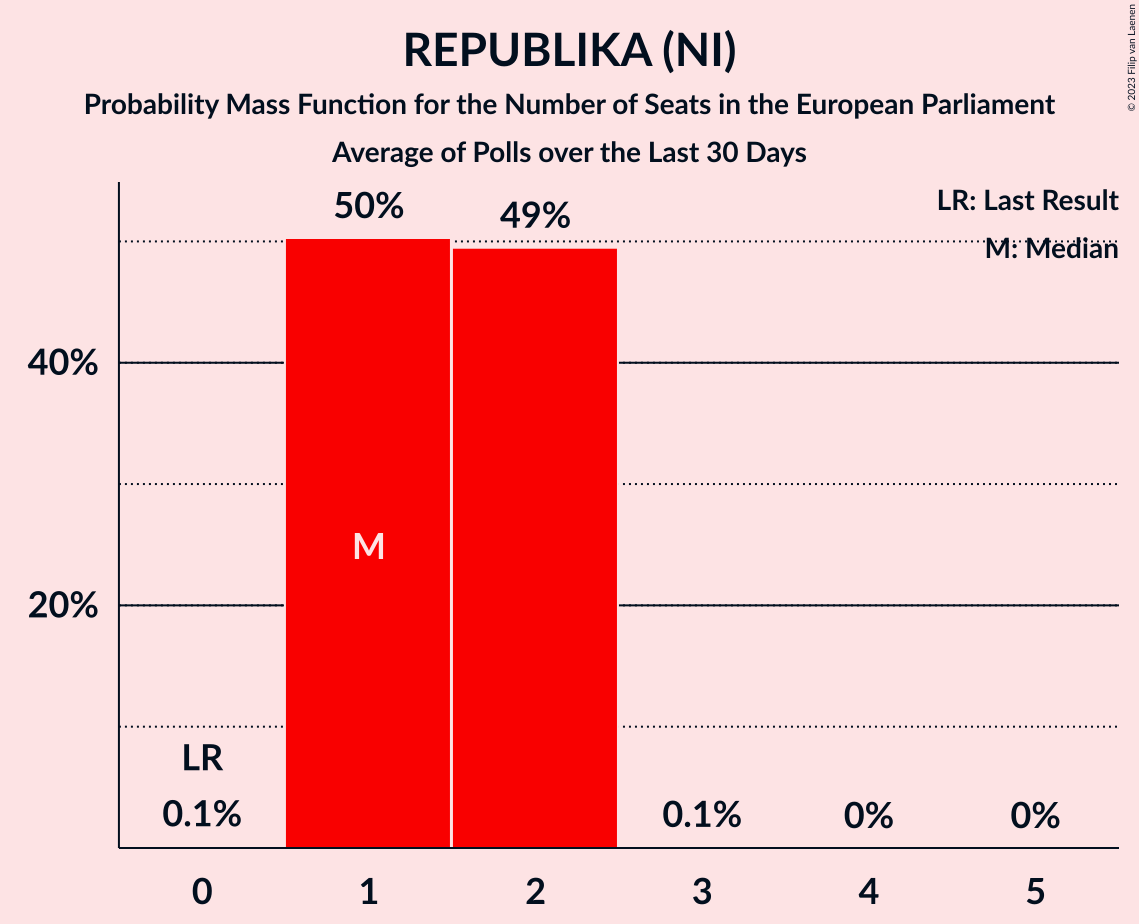 REPUBLIKA (NI)
Probability Mass Function for the Number of Seats in the European Parliament
Average of Polls over the Last 30 Days
© 2023 Filip van Laenen
LR: Last Result
M: Median
50%
49%
40%
20%
M
LR
0.1%
0.1%
0%
0%
0 1 2 3 4 5